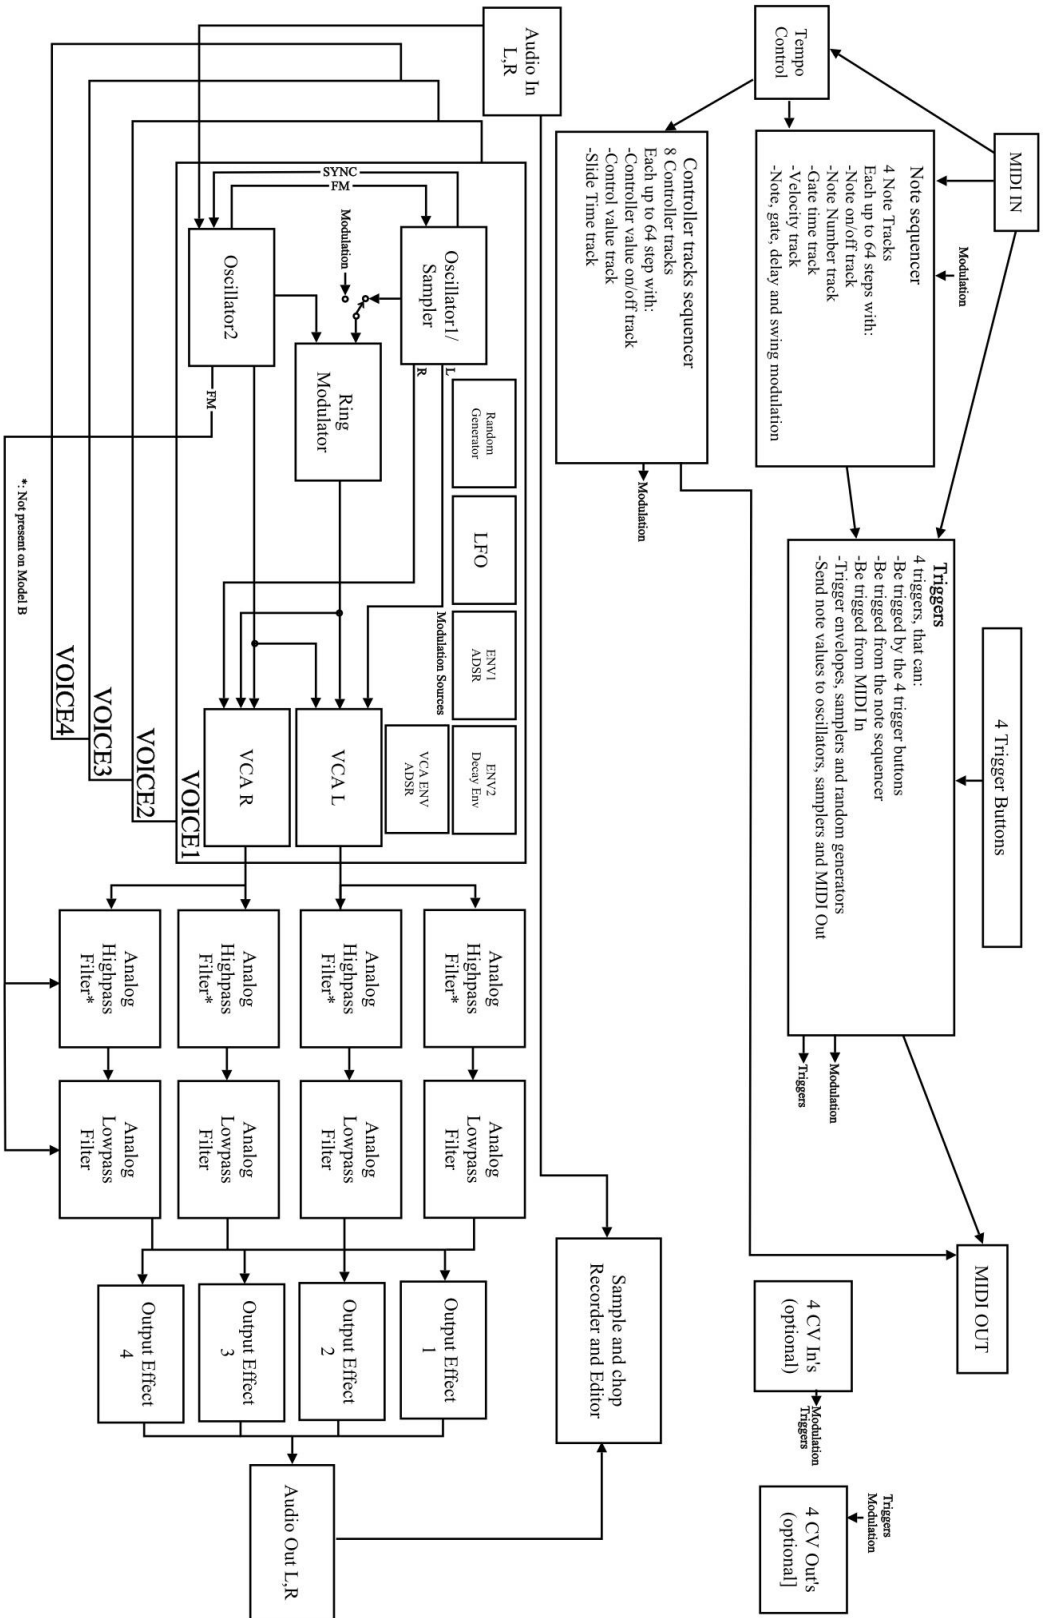 MIDI IN
Tempo
Control
Modulation
Note sequencer
4 Note Tracks
Each up to 64 steps with:
-Note on/off track
-Note Number track
-Gate time track
-Velocity track
-Note, gate, delay and swing modulation
4 Trigger Buttons
Triggers
4 triggers, that can:
-Be trigged by the 4 trigger buttons
-Be trigged from the note sequencer
-Be trigged from MIDI In
-Trigger envelopes, samplers and random generators
-Send note values to oscillators, samplers and MIDI Out
Modulation
Triggers
MIDI OUT
4 CV In's
(optional)
Modulation
Triggers
Triggers
Modulation
4 CV Out's
(optional]
Controller tracks sequencer
8 Controller tracks
Each up to 64 step with:
-Controller value on/off track
-Control value track
-Slide Time track
Modulation
Audio In
L,R
Sample and chop
Recorder and Editor
SYNC
FM
Modulation
Oscillator1/
Sampler
L
R
Oscillator2
FM
Ring
Modulator
Random
Generator
LFO
ENV1
ADSR
ENV2
Decay Env
Modulation Sources
VCA ENV
ADSR
VCA L
VCA R
VOICE1
VOICE2
VOICE3
VOICE4
Analog
Highpass
Filter*
Analog
Lowpass
Filter
Analog
Highpass
Filter*
Analog
Lowpass
Filter
Analog
Highpass
Filter*
Analog
Lowpass
Filter
Analog
Highpass
Filter*
Analog
Lowpass
Filter
Output Effect
1
Output Effect
2
Output Effect
3
Output Effect
4
Audio Out L,R
*: Not present on Model B